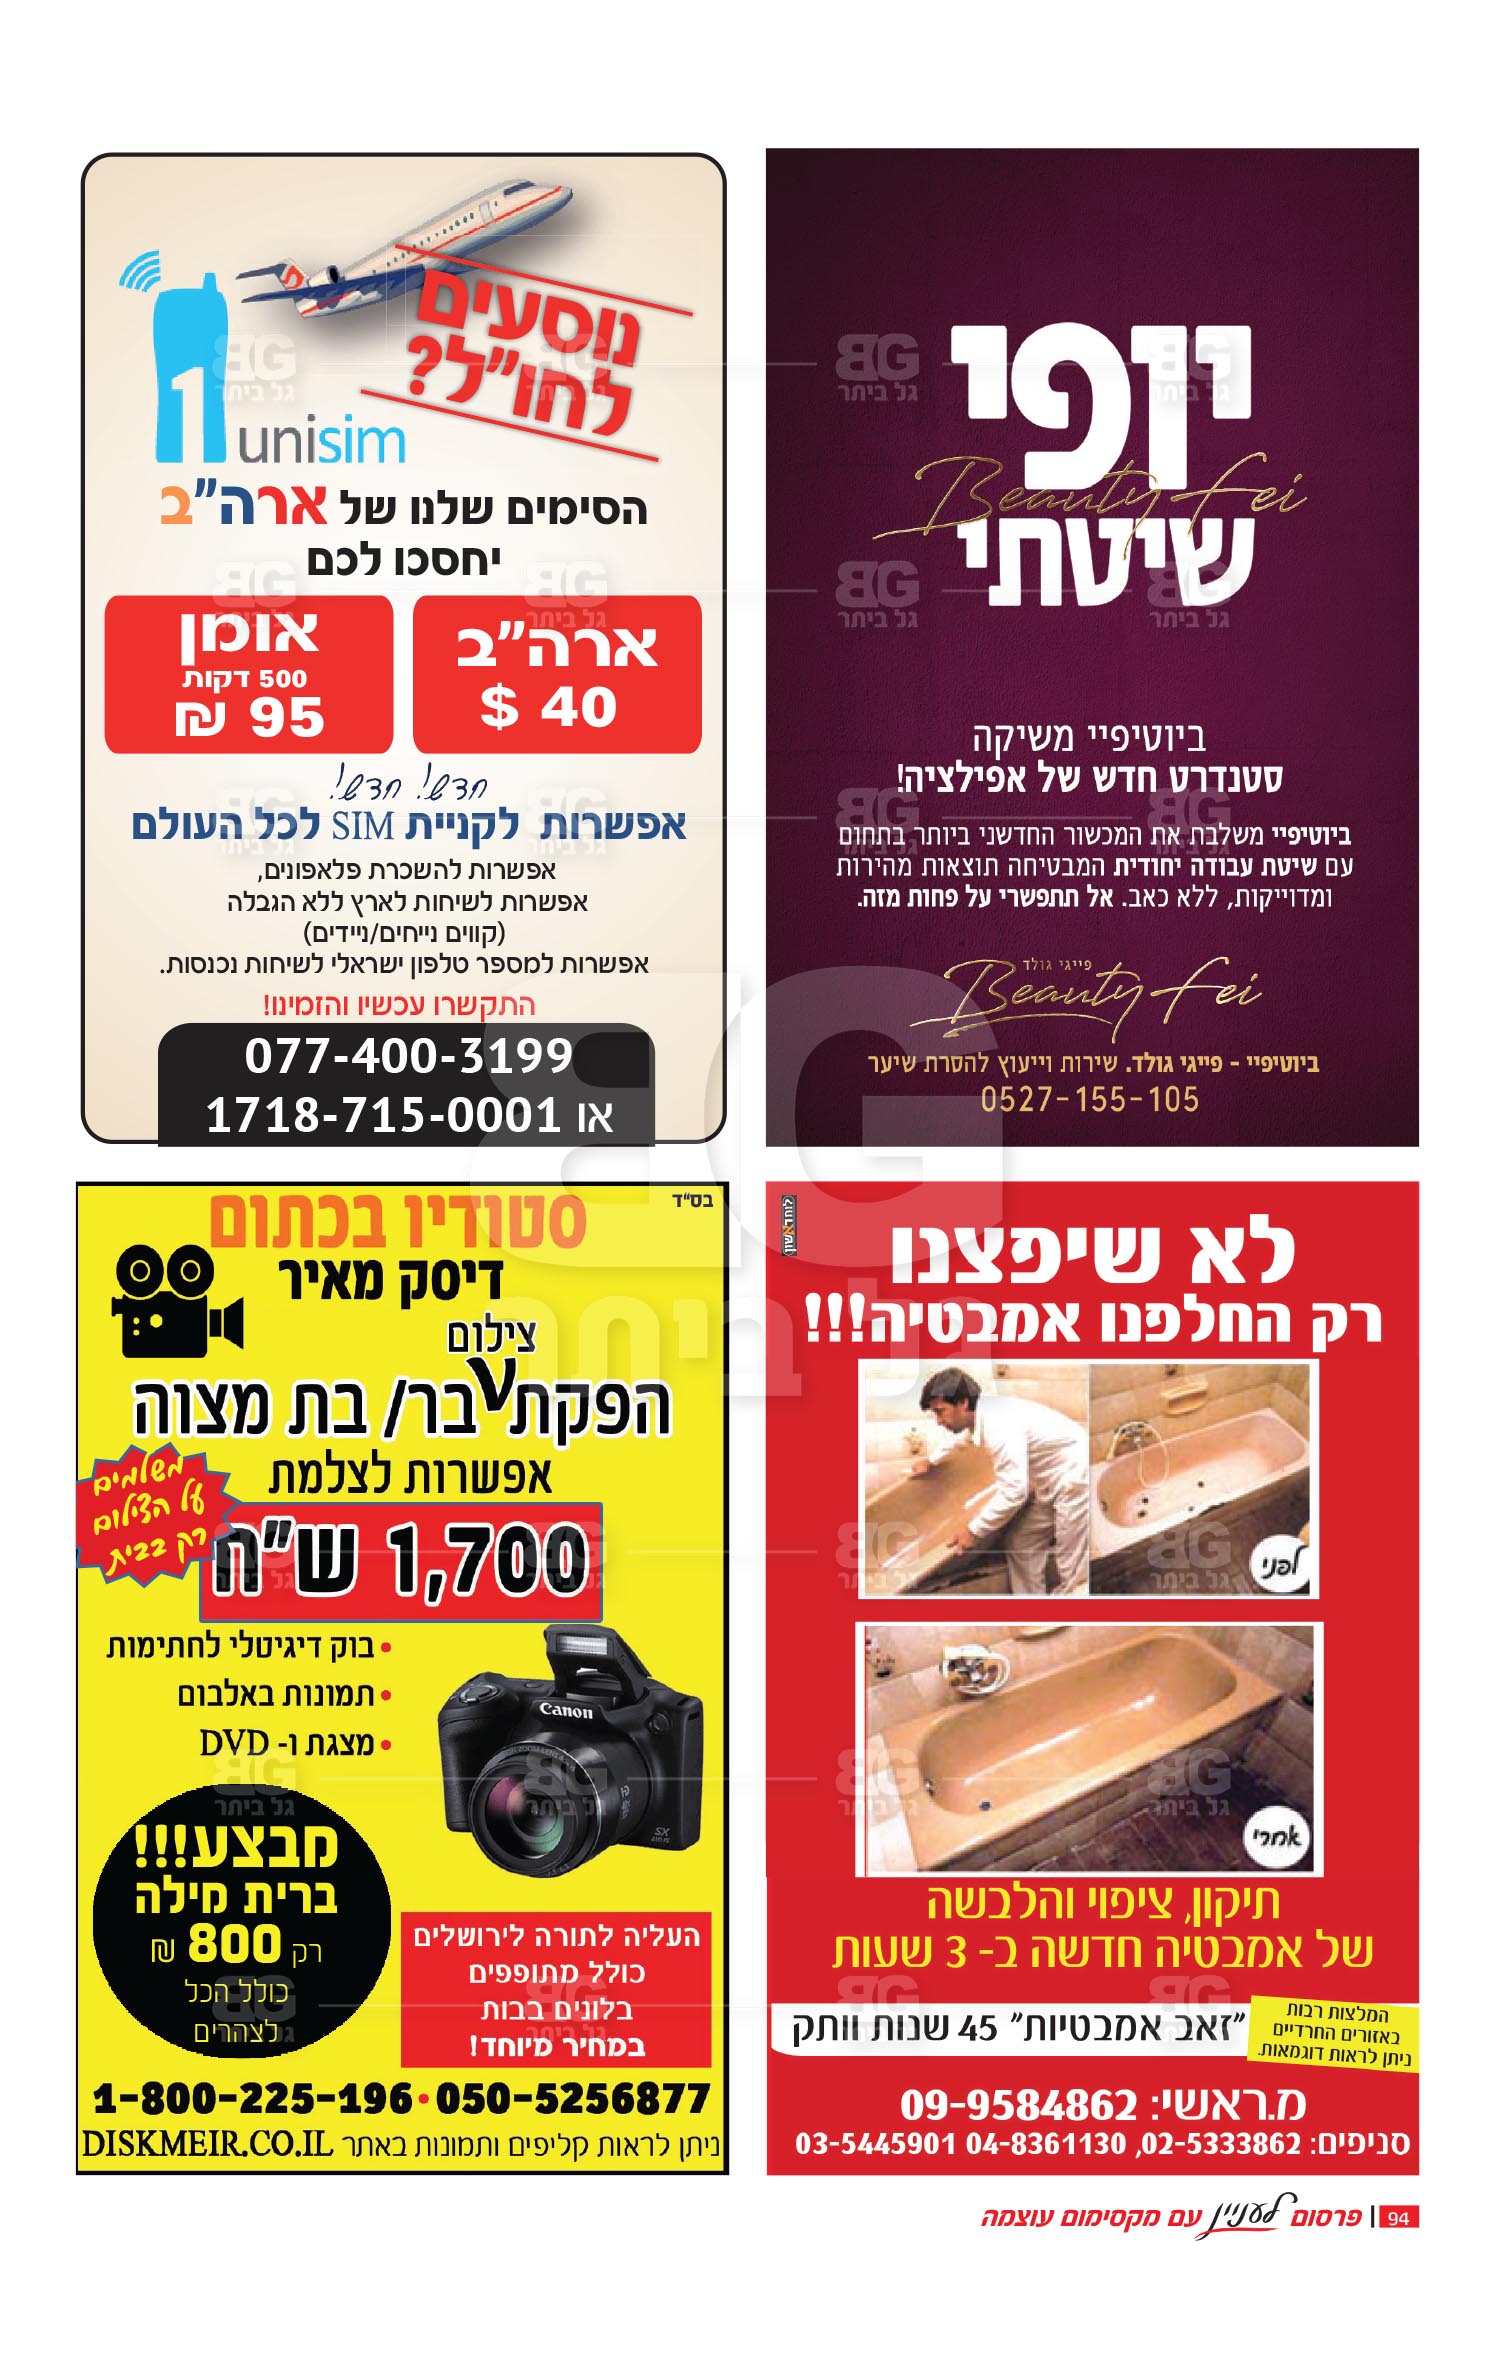 יופי
Beauty fei
שיטתי
ביוטיפיי משיקה
סטנדרט חדש של אפילציה!
ביוטיפיי משלבת את המכשור החדשני ביותר בתחום
עם שיטת עבודה יחודית המבטיחה תוצאות מהירות
ומדוייקות, ללא כאב. אל תתפשרי על פחות מזה.
פייגי גולד
Beauty fei
ביוטיפיי - פייגי גולד. שירות וייעוץ להסרת שיער
0527-155-105
נוסעים
לחו"ל?
1
unisim
הסימים שלנו של ארה"ב
יחסכו לכם
ארה"ב
40 $
אומן
500 דקות
95 ₪
חדש! חדש!
אפשרות לקניית SIM לכל העולם
אפשרות להשכרת פלאפונים,
אפשרות לשיחות לארץ ללא הגבלה
(קווים נייחים/ניידים)
אפשרות למספר טלפון ישראלי לשיחות נכנסות.
התקשרו עכשיו והזמינו!
077-400-3199
או 1718-715-0001
לוחדאשון
לא שיפצנו
רק החלפנו אמבטיה!!!
לפני
אחרי
תיקון, ציפוי והלבשה
של אמבטיה חדשה ב- 3 שעות
המלצות רבות
באזורים החרדיים
ניתן לראות דוגמאות.
"זאב אמבטיות" 45 שנות וותק
מ.ראשי: 09-9584862
סניפים: 02-5333862, 04-8361130 03-5445901
בס"ד
סטודיו בכתום
דיסק מאיר
צילום
הפקת בר/ בת מצוה
אפשרות לצלמת
1,700 ש"ח
משלמים
על הצילום
רק בבית
• בוק דיגיטלי לחתימות
• תמונות באלבום
• מצגת ו- DVD
Canon
SX
מבצע!!!
ברית מילה
רק 800 ₪
כולל הכל
לצהרים
העליה לתורה לירושלים
כולל מתופפים
בלונים בבות
במחיר מיוחד!
1-800-225-196 • 050-5256877
ניתן לראות קליפים ותמונות באתר DISKMEIR.CO.IL
BG
גל ביתר
94 | פרסום לעניין עם מקסימום עוצמה